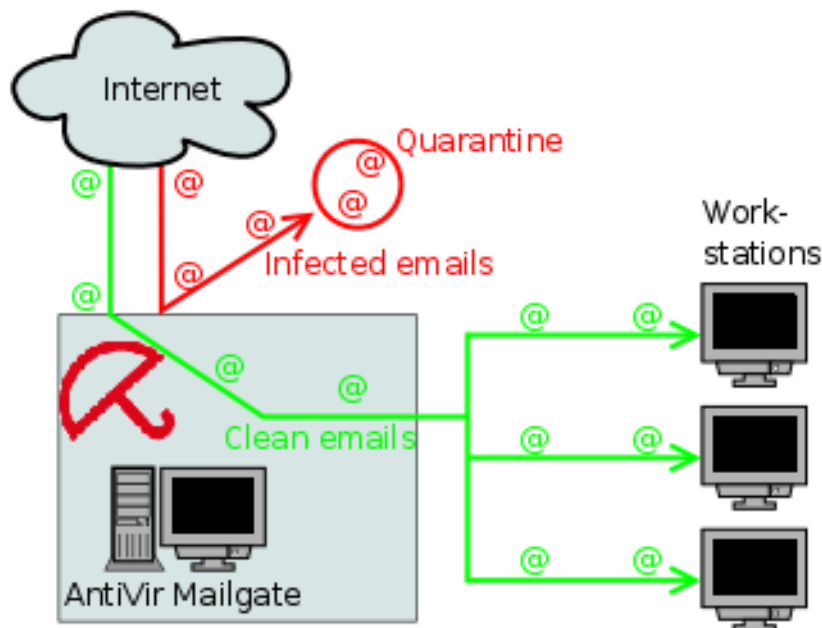 Internet
Quarantine
@
@
@ @
@
@
Infected emails
@
Work-
stations
@ @
@
@
Clean emails
@ @
@ @
AntiVir Mailgate